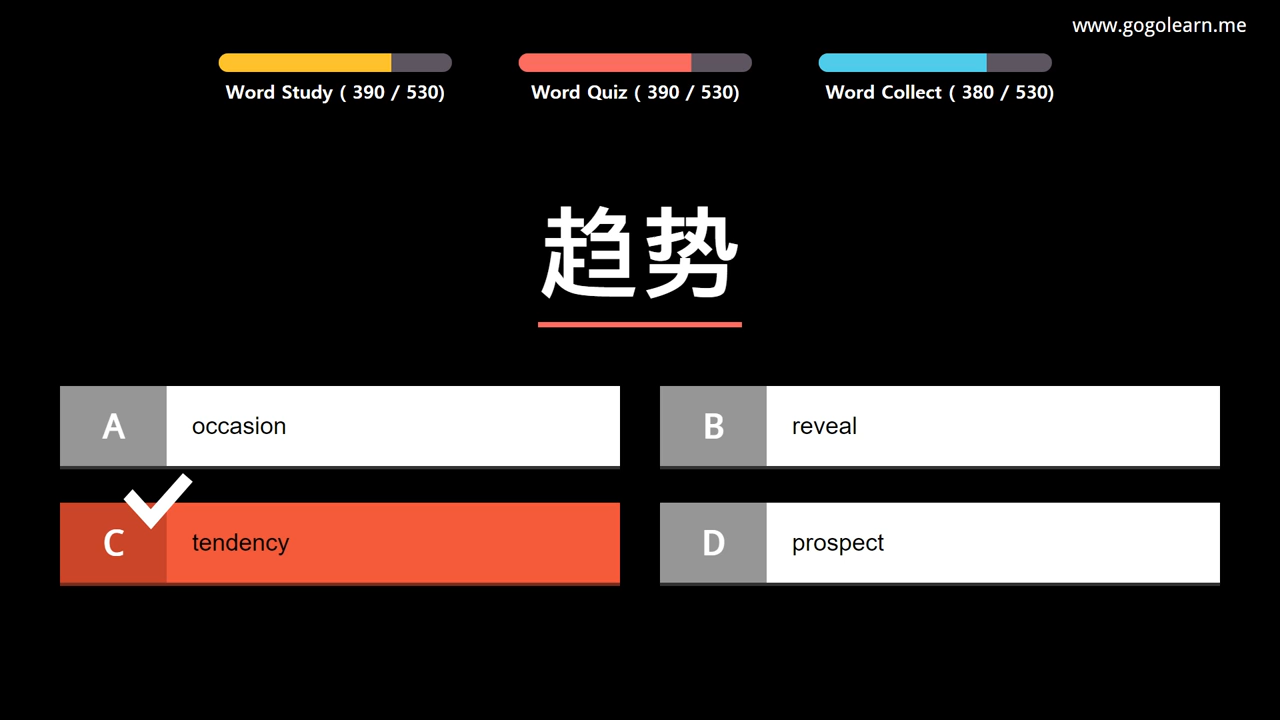 www.gogolearn.me
Word Study ( 390 / 530)
Word Quiz ( 390 / 530)
Word Collect ( 380 / 530)
趋势
A occasion
B reveal
C tendency
D prospect